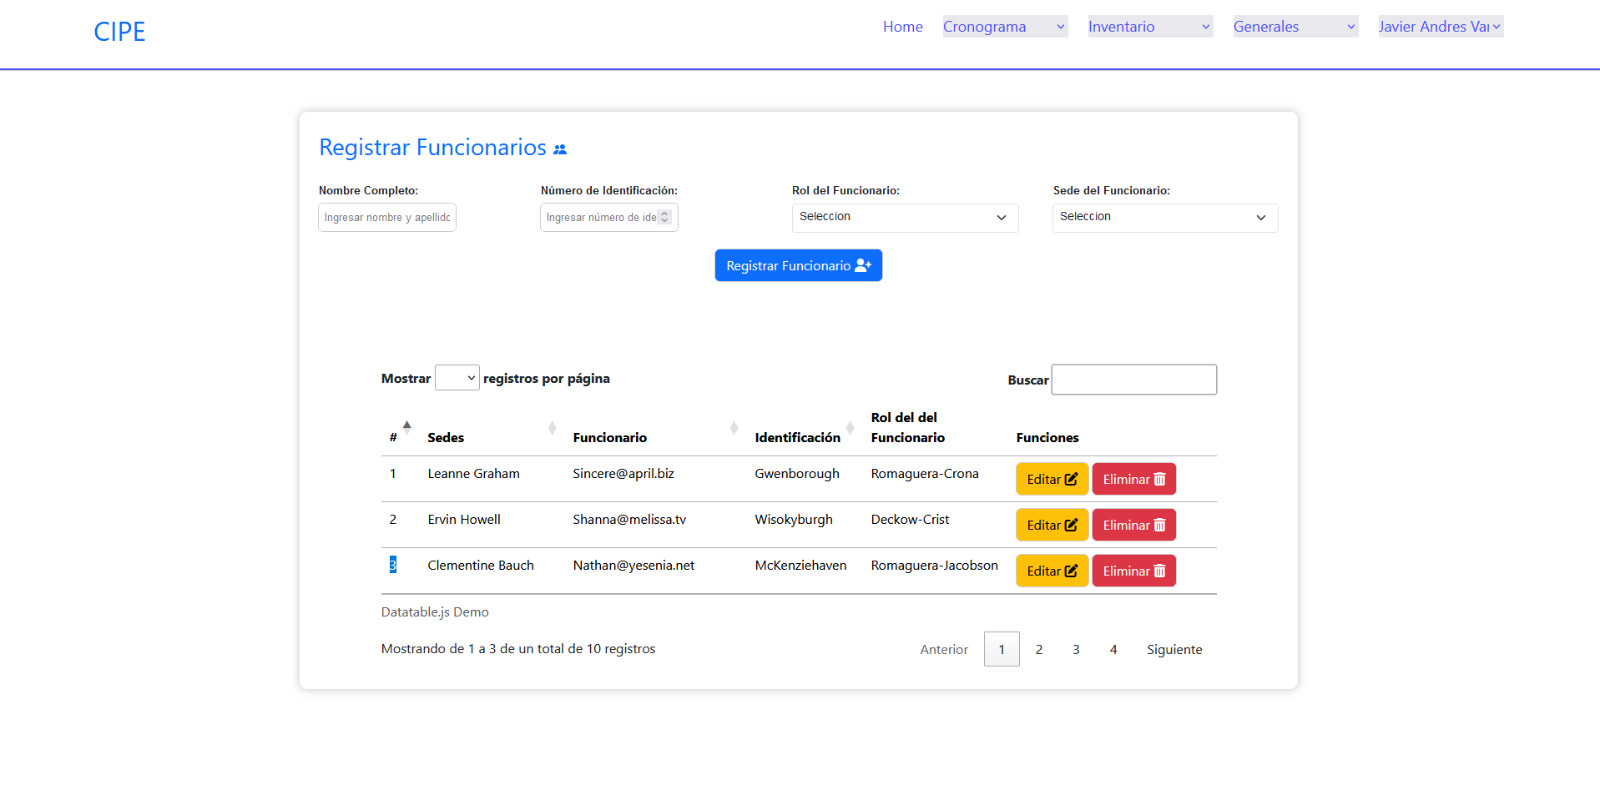 CIPE
Home Cronograma Inventario Generales Javier Andres Var
Registrar Funcionarios
Nombre Completo: Número de Identificación: Rol del Funcionario: Sede del Funcionario:
Ingresar nombre y apellido Ingresar número de ide Seleccion Seleccion
Registrar Funcionario
Mostrar registros por página Buscar
# Sedes Funcionario Identificación Rol del del Funcionario Funciones
1 Leanne Graham Sincere@april.biz Gwenborough Romaguera-Crona Editar Eliminar
2 Ervin Howell Shanna@melissa.tv Wisokyburgh Deckow-Crist Editar Eliminar
3 Clementine Bauch Nathan@yesenia.net McKenziehaven Romaguera-Jacobson Editar Eliminar
Datatable.js Demo
Mostrando de 1 a 3 de un total de 10 registros Anterior 1 2 3 4 Siguiente